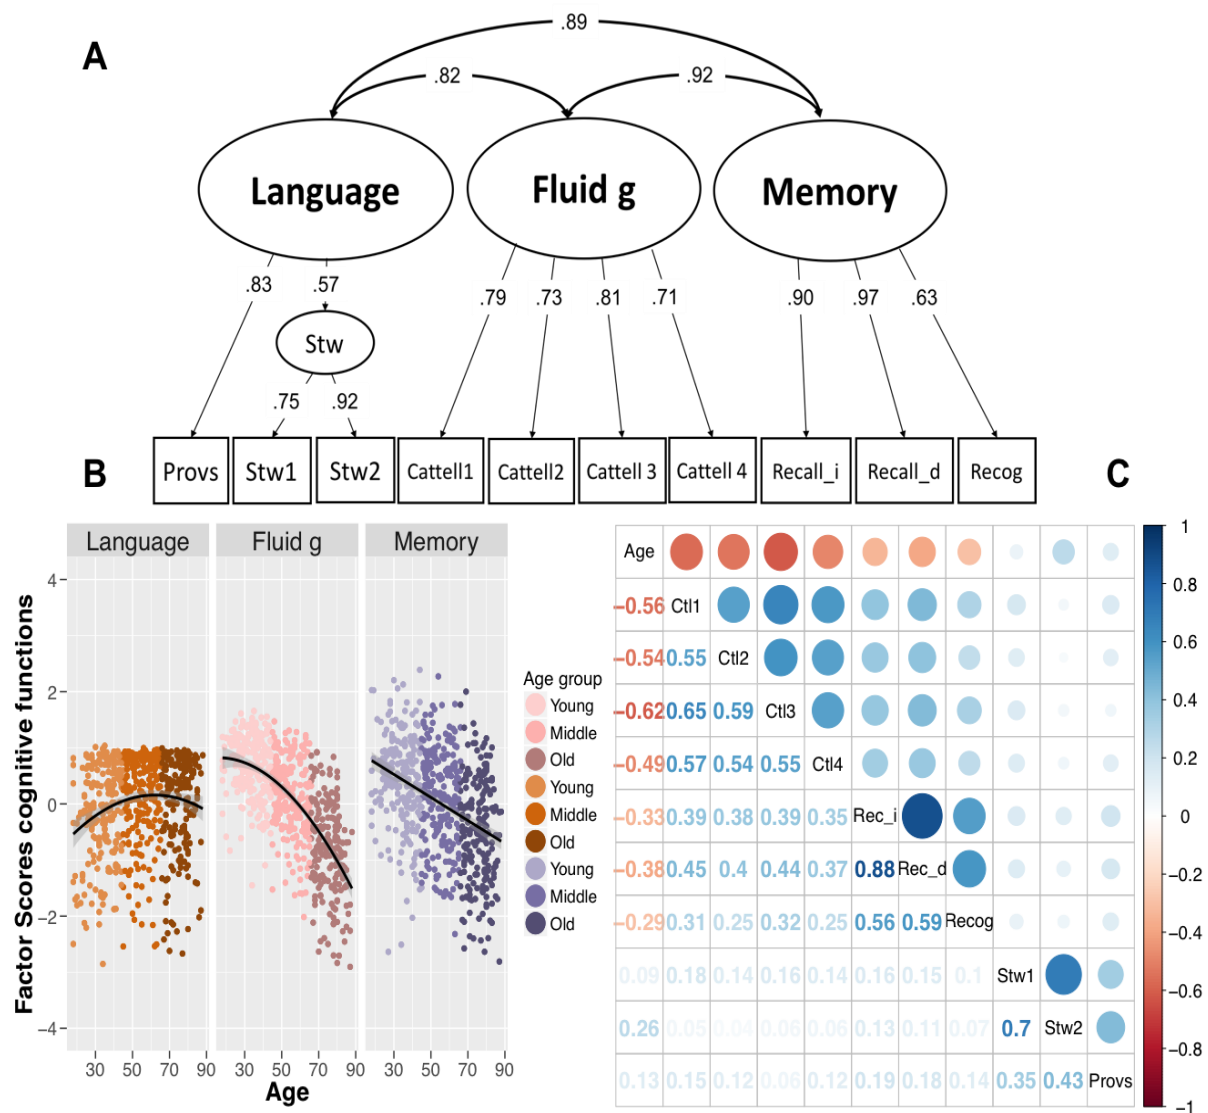 A
.89
.82
.92
Language
Fluid g
Memory
.83
.57
.79
.73
.81
.71
.90
.97
.63
Stw
.75
.92
Provs
Stw1
Stw2
Cattell1
Cattell2
Cattell 3
Cattell 4
Recall_i
Recall_d
Recog
B
Language
Fluid g
Memory
Factor Scores cognitive functions
4
2
0
−2
−4
30 50 70 90
30 50 70 90
30 50 70 90
Age
Age group
Young
Middle
Old
Young
Middle
Old
Young
Middle
Old
C
Age
−0.56 Ctl1
−0.54 0.55 Ctl2
−0.62 0.65 0.59 Ctl3
−0.49 0.57 0.54 0.55 Ctl4
−0.33 0.39 0.38 0.39 0.35 Rec_i
−0.38 0.45 0.4 0.44 0.37 0.88 Rec_d
−0.29 0.31 0.25 0.32 0.25 0.56 0.59 Recog
0.09 0.18 0.14 0.16 0.14 0.16 0.15 0.1 Stw1
0.26 0.05 0.04 0.06 0.06 0.13 0.11 0.07 0.7 Stw2
0.13 0.15 0.12 0.06 0.12 0.19 0.18 0.14 0.35 0.43 Provs
1
0.8
0.6
0.4
0.2
0
−0.2
−0.4
−0.6
−0.8
−1